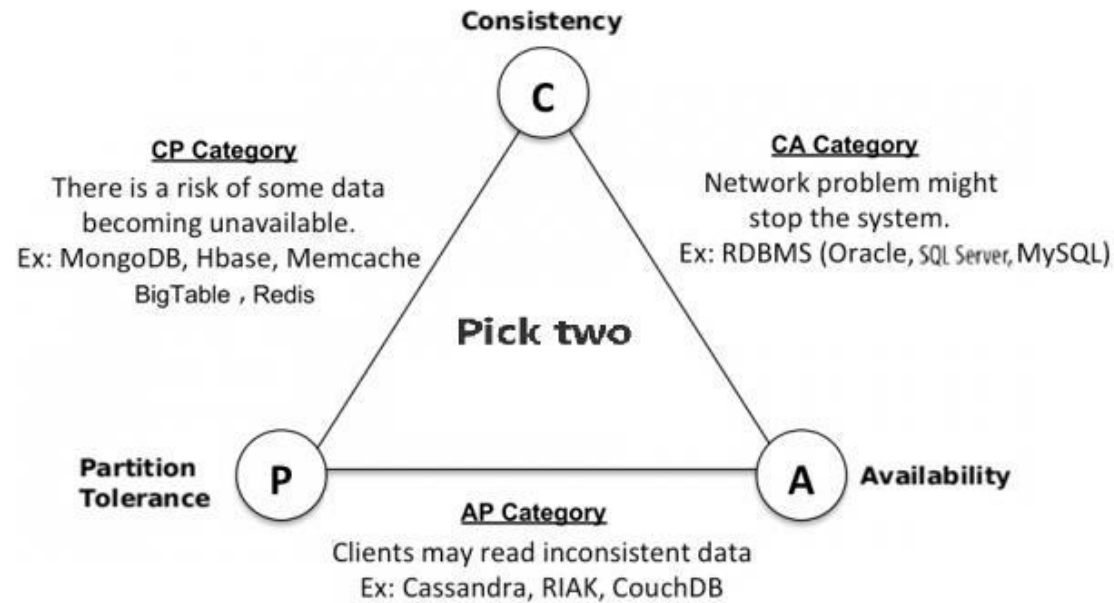 Consistency
C
CP Category
There is a risk of some data
becoming unavailable.
Ex: MongoDB, Hbase, Memcache
BigTable , Redis
CA Category
Network problem might
stop the system.
Ex: RDBMS (Oracle, SQL Server, MySQL)
Pick two
Partition
Tolerance
P
A
Availability
AP Category
Clients may read inconsistent data
Ex: Cassandra, RIAK, CouchDB